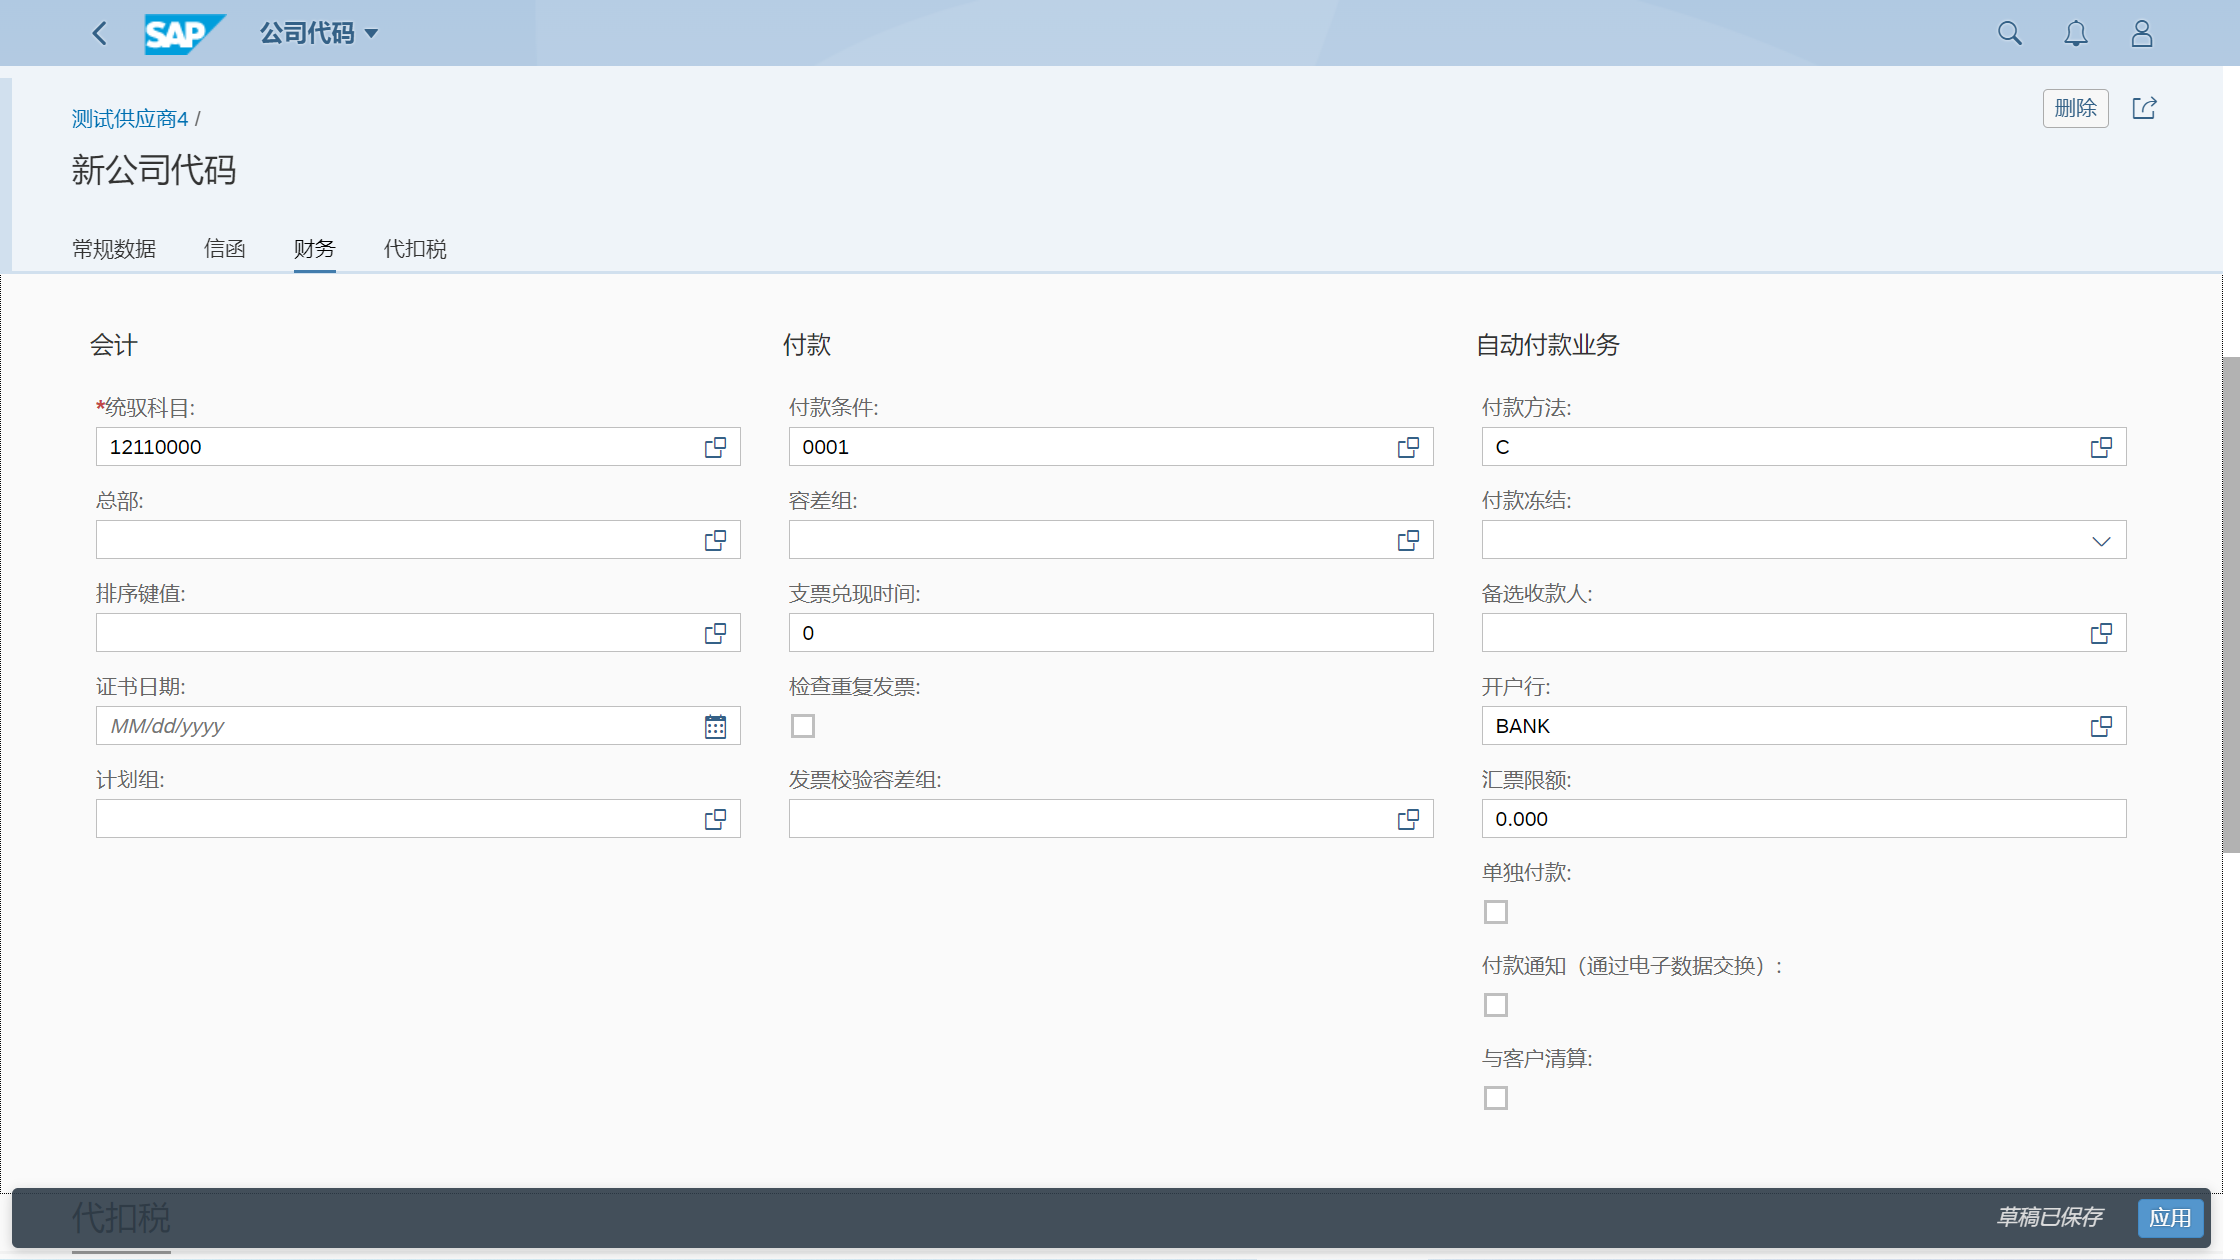 SAP 公司代码
测试供应商4 /
删除
新公司代码
常规数据 信函 财务 代扣税
会计 付款 自动付款业务
*统驭科目: 付款条件: 付款方法:
12110000 0001 C
总部: 容差组: 付款冻结:
排序键值: 支票兑现时间: 备选收款人:
0
证书日期: 检查重复发票: 开户行:
MM/dd/yyyy BANK
计划组: 发票校验容差组: 汇票限额:
0.000
单独付款:
付款通知（通过电子数据交换）:
与客户清算:
代扣税
草稿已保存 应用